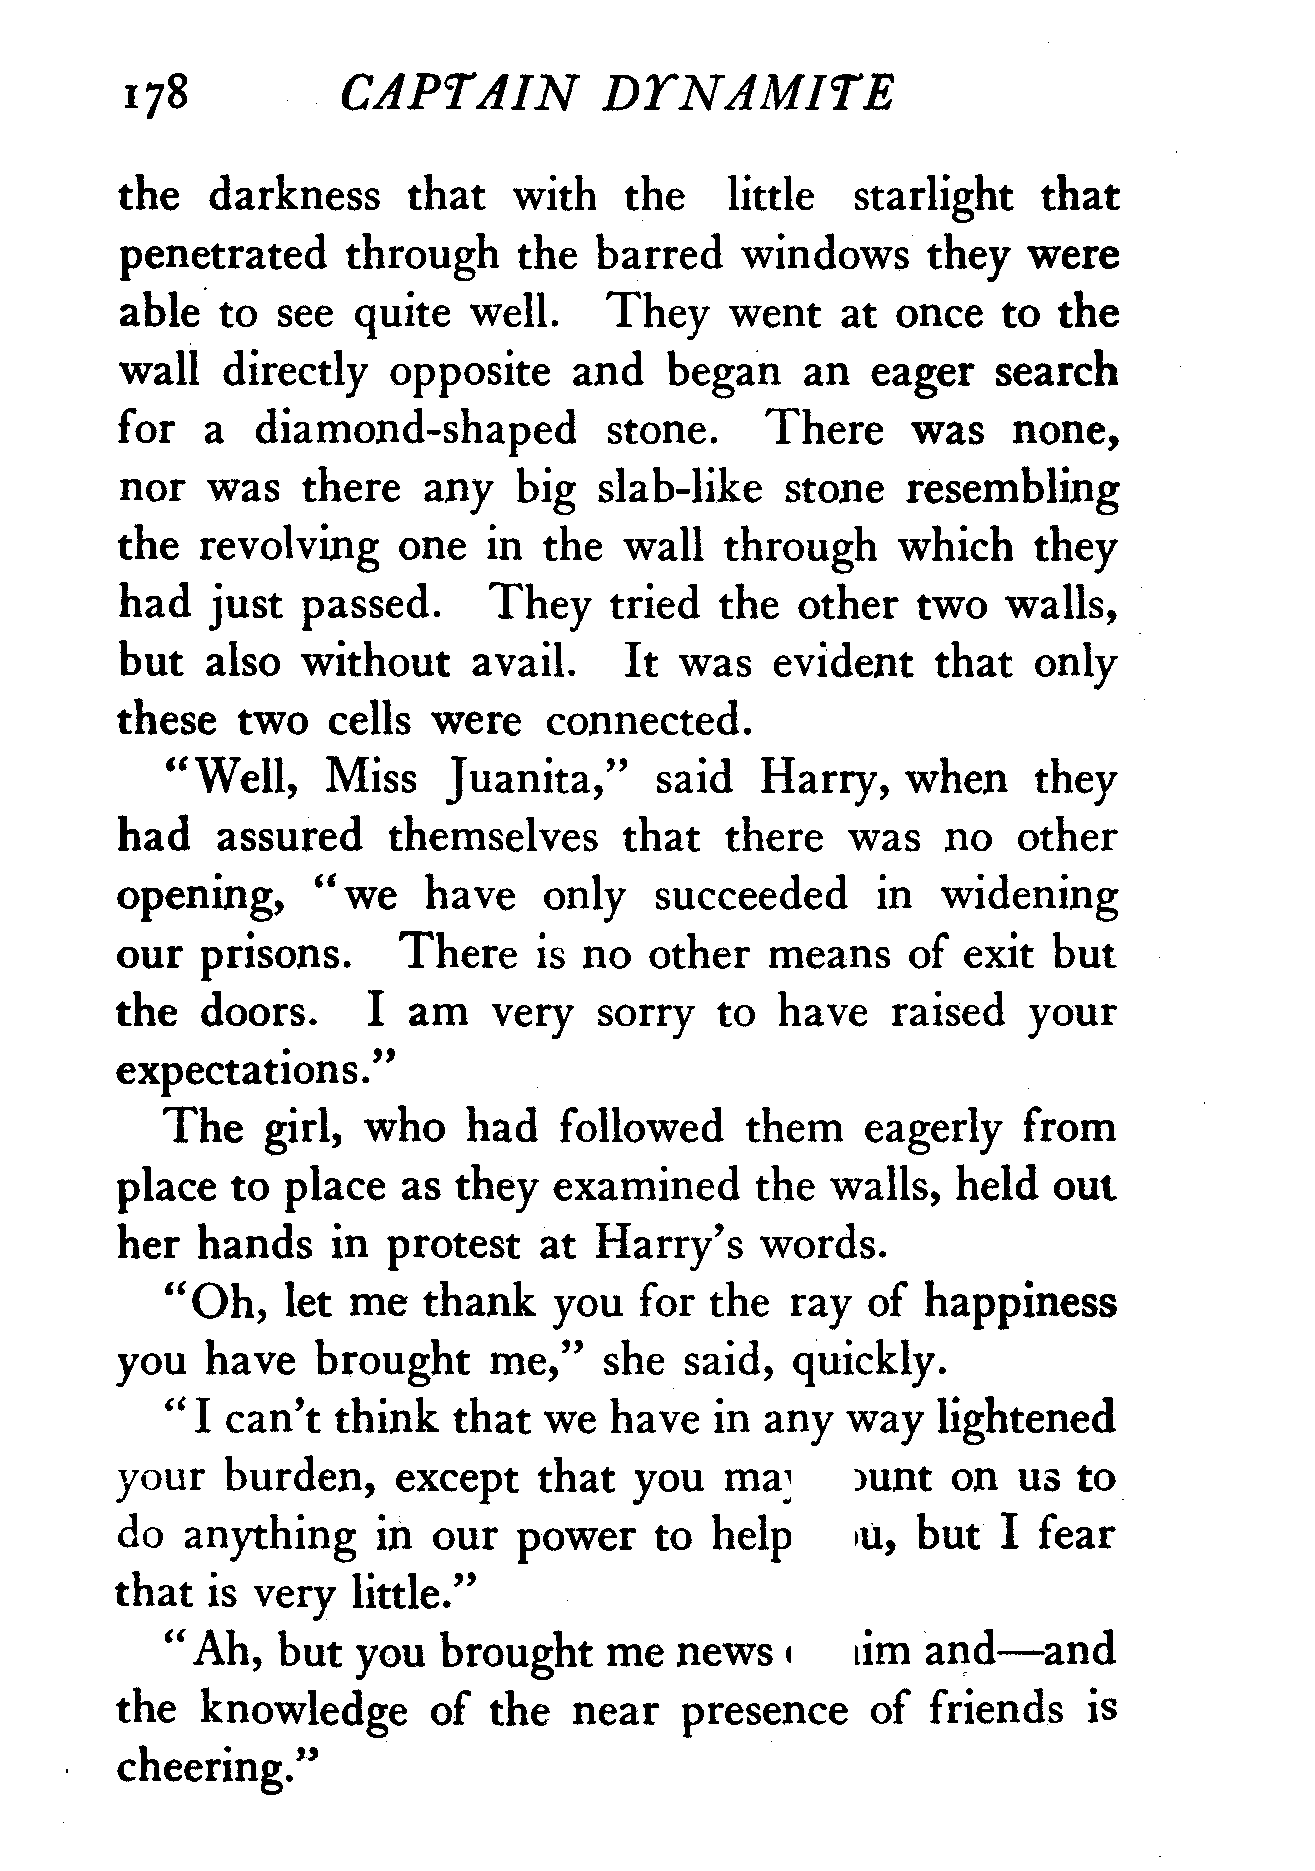 178 CAPTAIN DYNAMITE
the darkness that with the little starlight that
penetrated through the barred windows they were
able to see quite well. They went at once to the
wall directly opposite and began an eager search
for a diamond-shaped stone. There was none,
nor was there any big slab-like stone resembling
the revolving one in the wall through which they
had just passed. They tried the other two walls,
but also without avail. It was evident that only
these two cells were connected.
"Well, Miss Juanita," said Harry, when they
had assured themselves that there was no other
opening, "we have only succeeded in widening
our prisons. There is no other means of exit but
the doors. I am very sorry to have raised your
expectations."
The girl, who had followed them eagerly from
place to place as they examined the walls, held out
her hands in protest at Harry's words.
"Oh, let me thank you for the ray of happiness
you have brought me," she said, quickly.
"I can't think that we have in any way lightened
your burden, except that you on us to
do anything in our power to help but I fear
that is very little."
"Ah, but you brought me news and—and
the knowledge of the near presence of friends is
cheering."